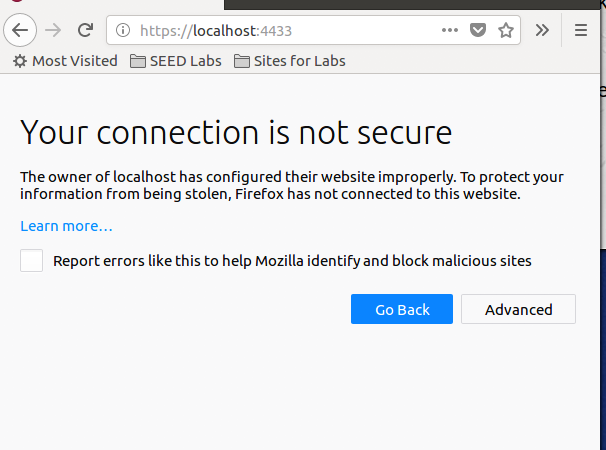 https://localhost:4433
Most Visited SEED Labs Sites for Labs
Your connection is not secure
The owner of localhost has configured their website improperly. To protect your
information from being stolen, Firefox has not connected to this website.
Learn more…
Report errors like this to help Mozilla identify and block malicious sites
Go Back Advanced